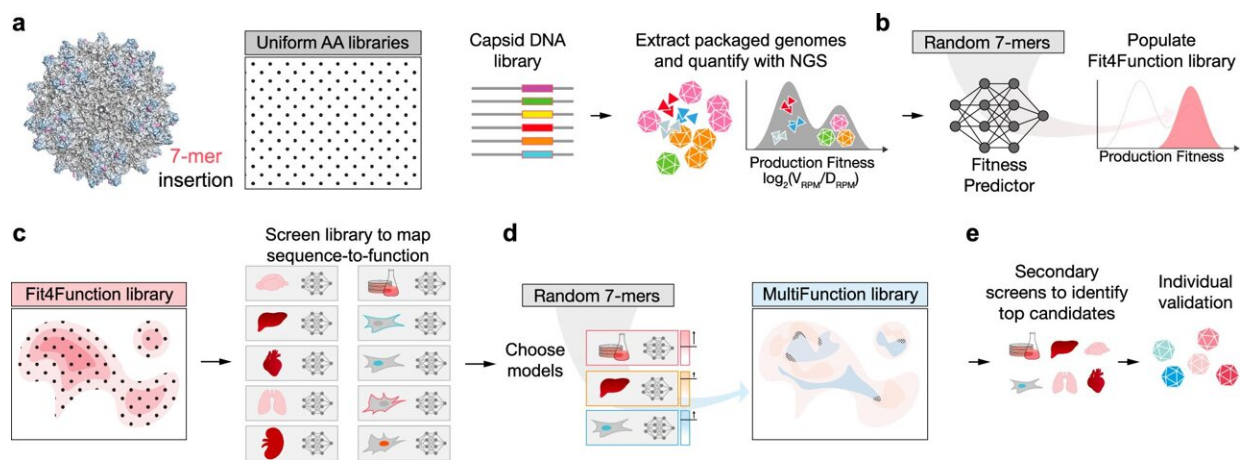 a
7-mer
insertion
Uniform AA libraries
Capsid DNA
library
Extract packaged genomes
and quantify with NGS
Production Fitness
log2(VRPM/DRPM)
b
Random 7-mers
Fitness
Predictor
Populate
Fit4Function library
Production Fitness
c
Fit4Function library
Screen library to map
sequence-to-function
d
Random 7-mers
Choose
models
MultiFunction library
e
Secondary
screens to identify
top candidates
Individual
validation